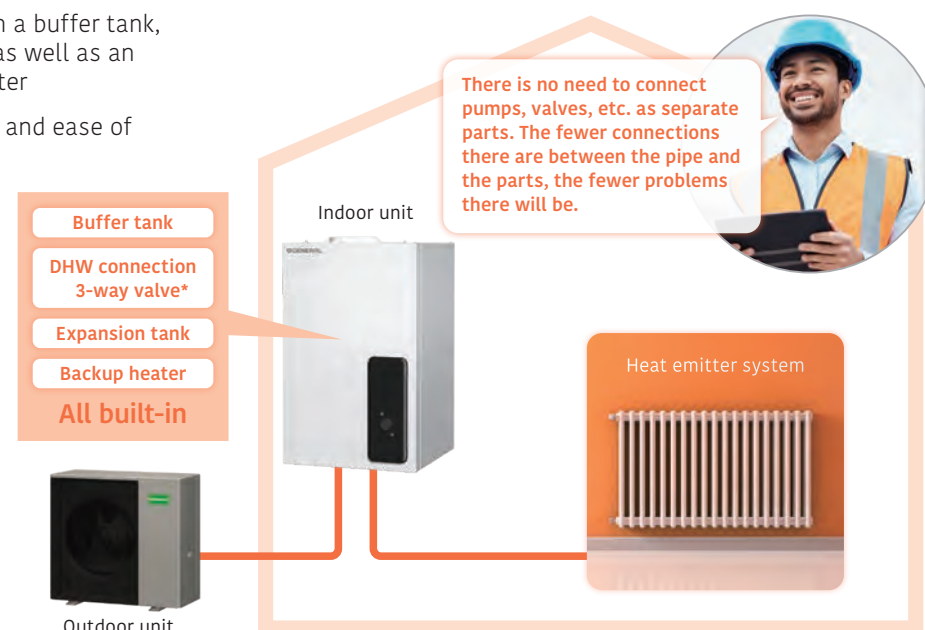 n a buffer tank,
as well as an
ter
and ease of
There is no need to connect
pumps, valves, etc. as separate
parts. The fewer connections
there are between the pipe and
the parts, the fewer problems
there will be.
Buffer tank
DHW connection
3-way valve*
Expansion tank
Backup heater
All built-in
Indoor unit
GENERAL
Heat emitter system
Outdoor unit